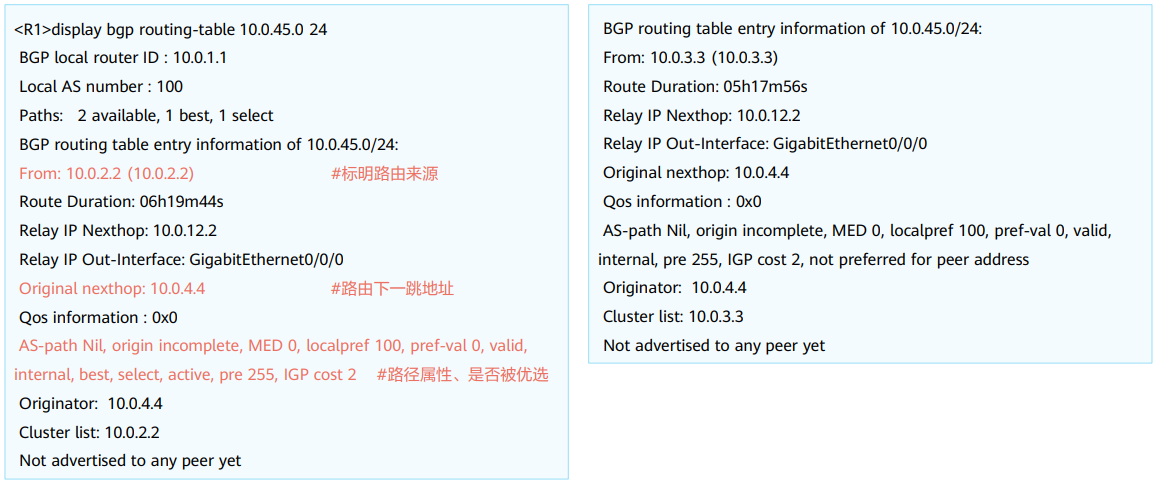 <R1>display bgp routing-table 10.0.45.0 24
BGP local router ID : 10.0.1.1
Local AS number : 100
Paths: 2 available, 1 best, 1 select
BGP routing table entry information of 10.0.45.0/24:
From: 10.0.2.2 (10.0.2.2) #标明路由来源
Route Duration: 06h19m44s
Relay IP Nexthop: 10.0.12.2
Relay IP Out-Interface: GigabitEthernet0/0/0
Original nexthop: 10.0.4.4 #路由下一跳地址
Qos information : 0x0
AS-path Nil, origin incomplete, MED 0, localpref 100, pref-val 0, valid,
internal, best, select, active, pre 255, IGP cost 2 #路径属性、是否被优选
Originator: 10.0.4.4
Cluster list: 10.0.2.2
Not advertised to any peer yet
BGP routing table entry information of 10.0.45.0/24:
From: 10.0.3.3 (10.0.3.3)
Route Duration: 05h17m56s
Relay IP Nexthop: 10.0.12.2
Relay IP Out-Interface: GigabitEthernet0/0/0
Original nexthop: 10.0.4.4
Qos information : 0x0
AS-path Nil, origin incomplete, MED 0, localpref 100, pref-val 0, valid,
internal, pre 255, IGP cost 2, not preferred for peer address
Originator: 10.0.4.4
Cluster list: 10.0.3.3
Not advertised to any peer yet